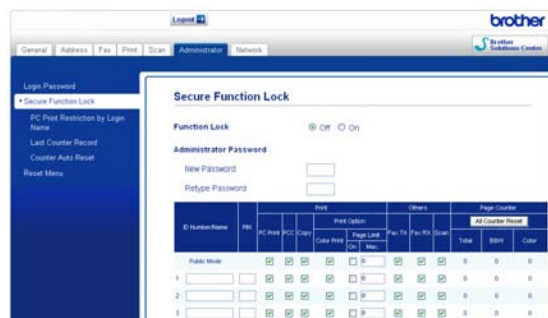 Logout
brother
General Address Fax Print Scan Administrator Network
Brother Solutions Center
Login Password
Secure Function Lock
PC Print Restriction by Login Name
Last Counter Record
Counter Auto Reset
Reset Menu
Secure Function Lock
Function Lock Off On
Administrator Password
New Password
Retype Password
Print Others Page Counter
ID Number/Name PIN PC Print PCC Copy Print Option Fax TX Fax RX Scan All Counter Reset
Color Print Page Limit Total B&W Color
On Max.
Public Mode 0 0 0 0
1 0 0 0 0
2 0 0 0 0
3 0 0 0 0